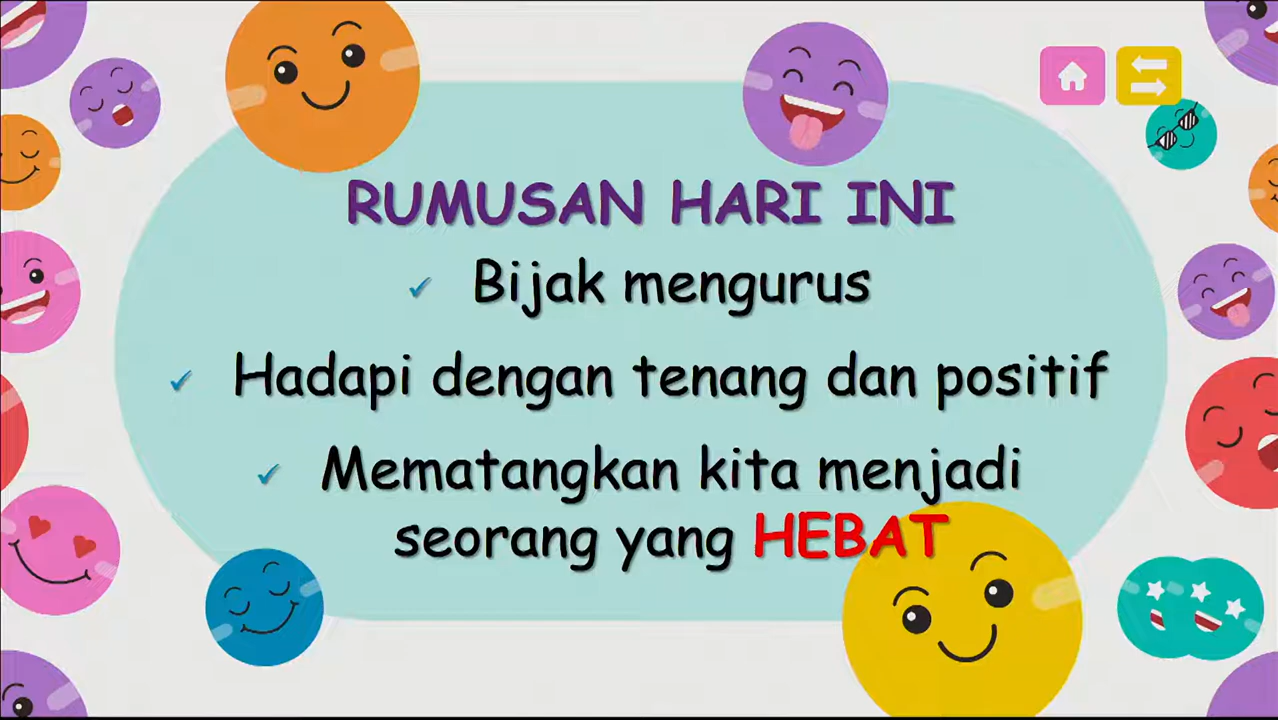 RUMUSAN HARI INI
✓ Bijak mengurus
✓ Hadapi dengan tenang dan positif
✓ Mematangkan kita menjadi
seorang yang HEBAT